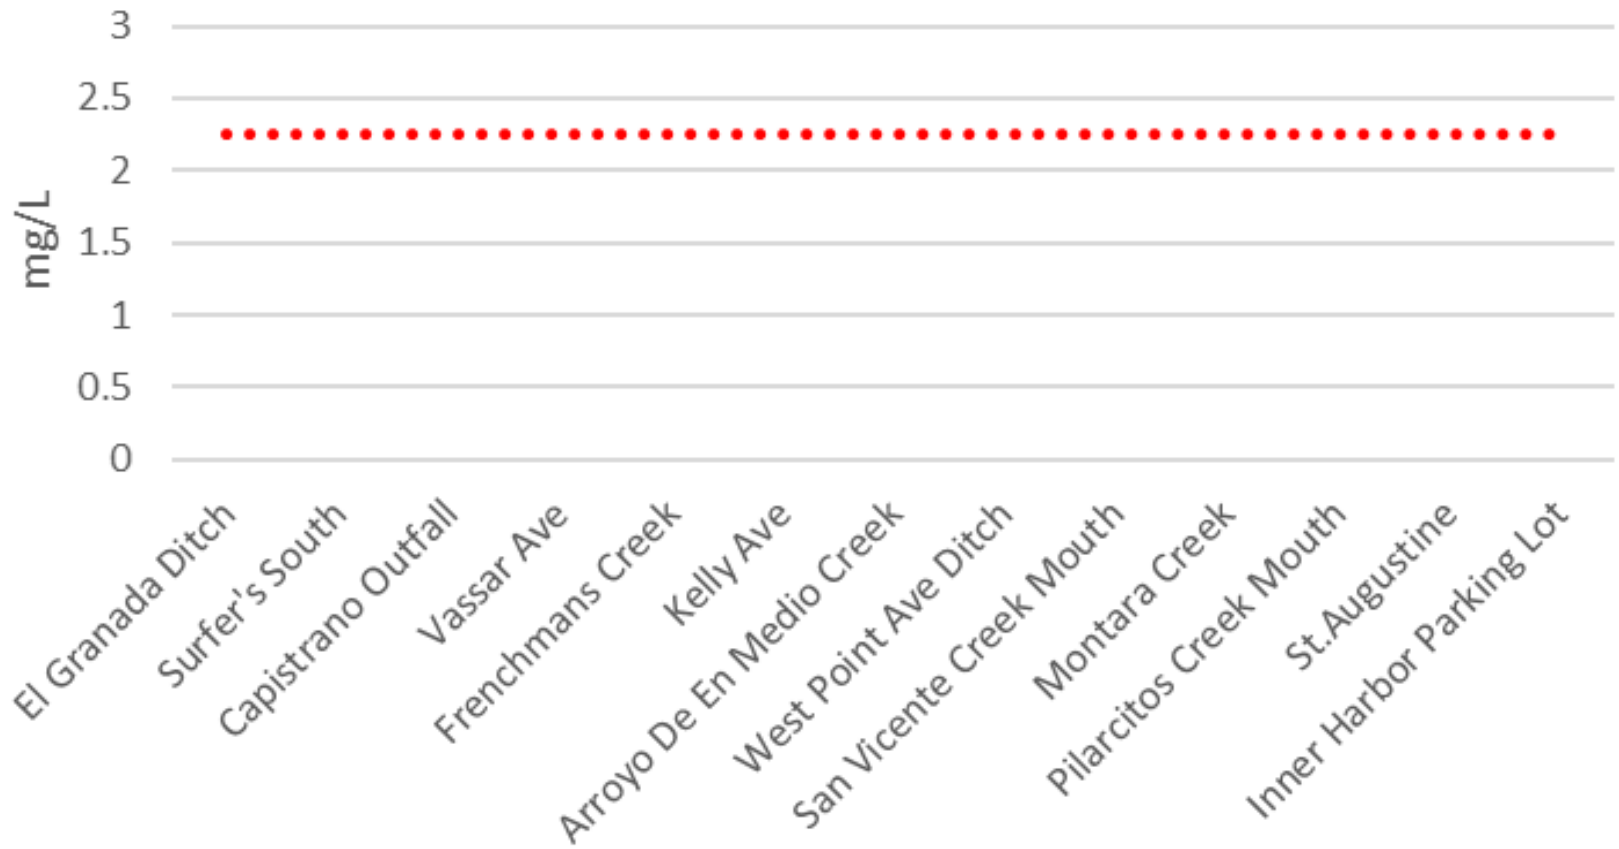 3
2.5
2
1.5
1
0.5
0
mg/L
El Granada Ditch
Surfer's South
Capistrano Outfall
Vassar Ave
Frenchmans Creek
Kelly Ave
Arroyo De En Medio Creek
West Point Ave Ditch
San Vicente Creek Mouth
Montara Creek
Pilarcitos Creek Mouth
St.Augustine
Inner Harbor Parking Lot